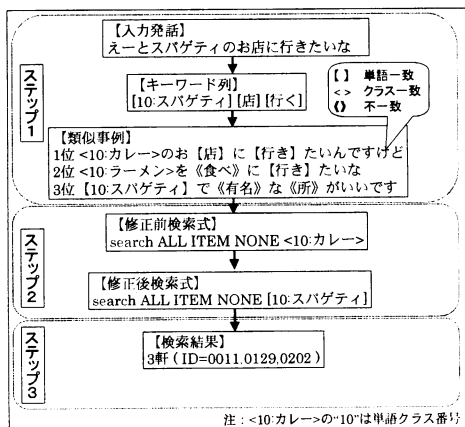 ステップ1
【入力発話】
えーとスパゲティのお店に行きたいな
【キーワード列】
[10:スパゲティ] [店] [行く]
【 】 単語一致
< > クラス一致
《》 不一致
【類似事例】
1位 <10:カレー>のお【店】に【行き】たいんですけど
2位 <10:ラーメン>を《食べ》に【行き】たいな
3位【10:スパゲティ】で《有名》な《所》がいいです
ステップ2
【修正前検索式】
search ALL ITEM NONE <10:カレー>
【修正後検索式】
search ALL ITEM NONE [10:スパゲティ]
ステップ3
【検索結果】
3軒 ( ID=0011,0129,0202 )
注：<10:カレー>の"10"は単語クラス番号